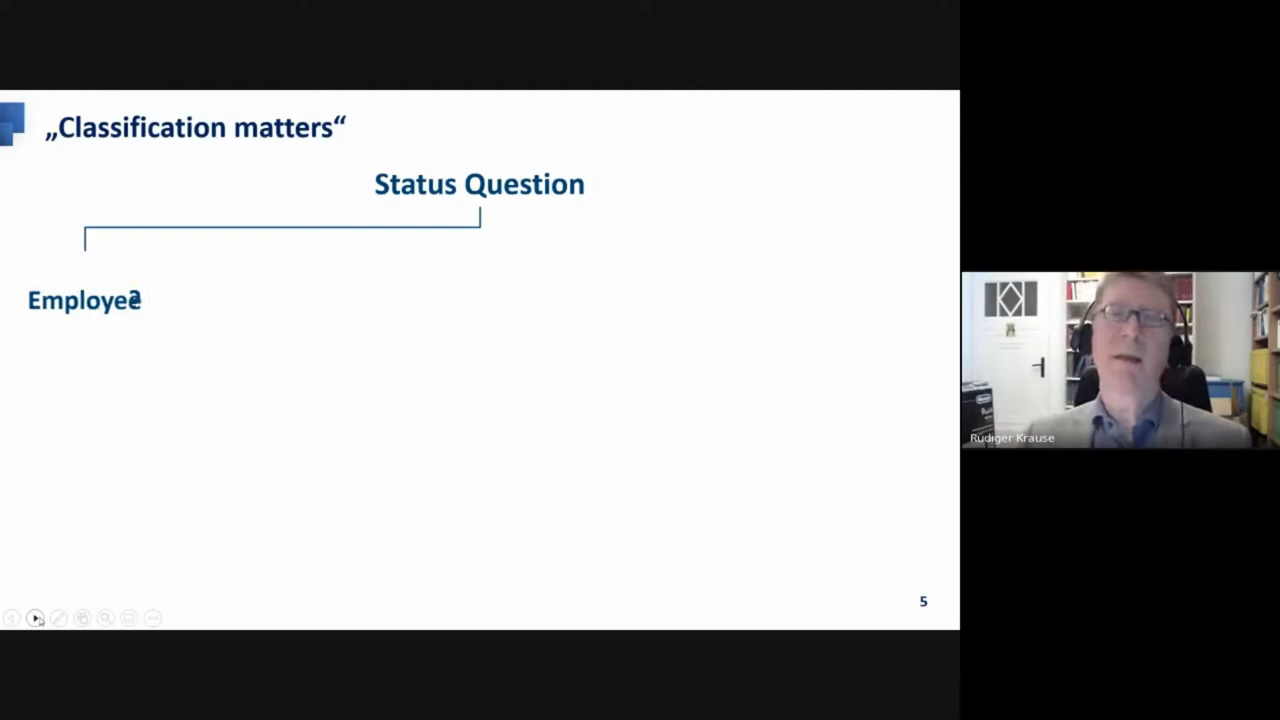 „Classification matters“
Status Question
Employee?
5
Rüdiger Krause